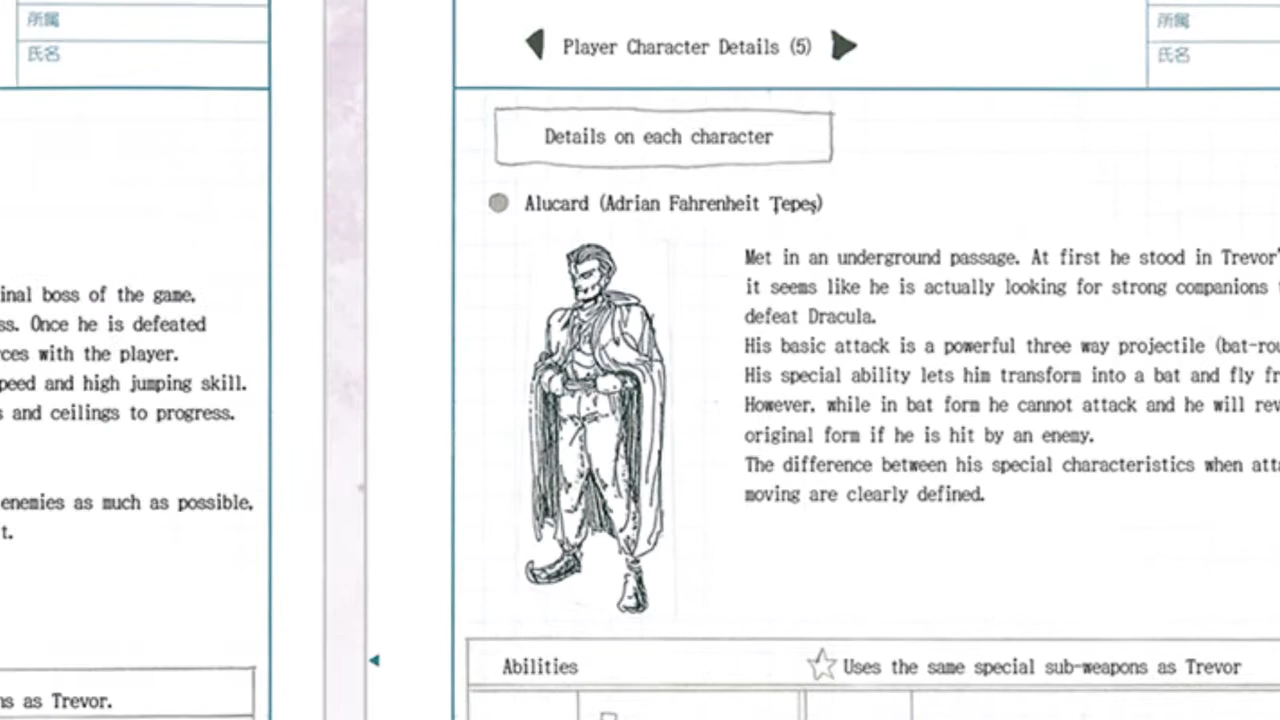 所属
氏名
inal boss of the game.
ss. Once he is defeated
rces with the player.
peed and high jumping skill.
s and ceilings to progress.
enemies as much as possible,
t.
ns as Trevor.
Player Character Details (5)
所属
氏名
Details on each character
Alucard (Adrian Fahrenheit Ţepeş)
Met in an underground passage. At first he stood in Trevor'
it seems like he is actually looking for strong companions t
defeat Dracula.
His basic attack is a powerful three way projectile (bat-rou
His special ability lets him transform into a bat and fly fr
However, while in bat form he cannot attack and he will rev
original form if he is hit by an enemy.
The difference between his special characteristics when atta
moving are clearly defined.
Abilities
☆ Uses the same special sub-weapons as Trevor